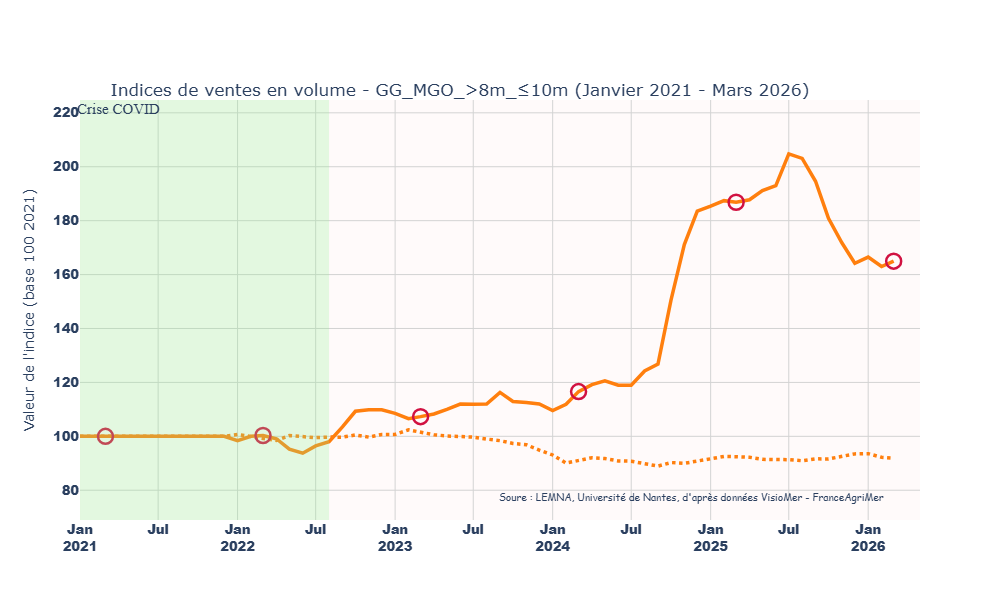 Indices de ventes en volume - GG_MGO_>8m_≤10m (Janvier 2021 - Mars 2026)
Crise COVID
Valeur de l'indice (base 100 2021)
220
200
180
160
140
120
100
80
Soure : LEMNA, Université de Nantes, d'après données VisioMer - FranceAgriMer
Jan Jul Jan Jul Jan Jul Jan Jul Jan Jul Jan
2021 2022 2023 2024 2025 2026